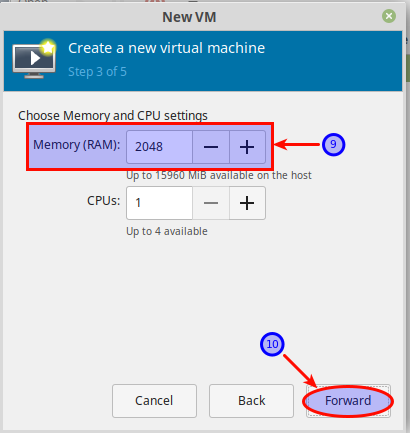 New VM
Create a new virtual machine
Step 3 of 5
Choose Memory and CPU settings
Memory (RAM): 2048 − +
9
Up to 15960 MiB available on the host
CPUs: 1 − +
Up to 4 available
10
Cancel Back Forward